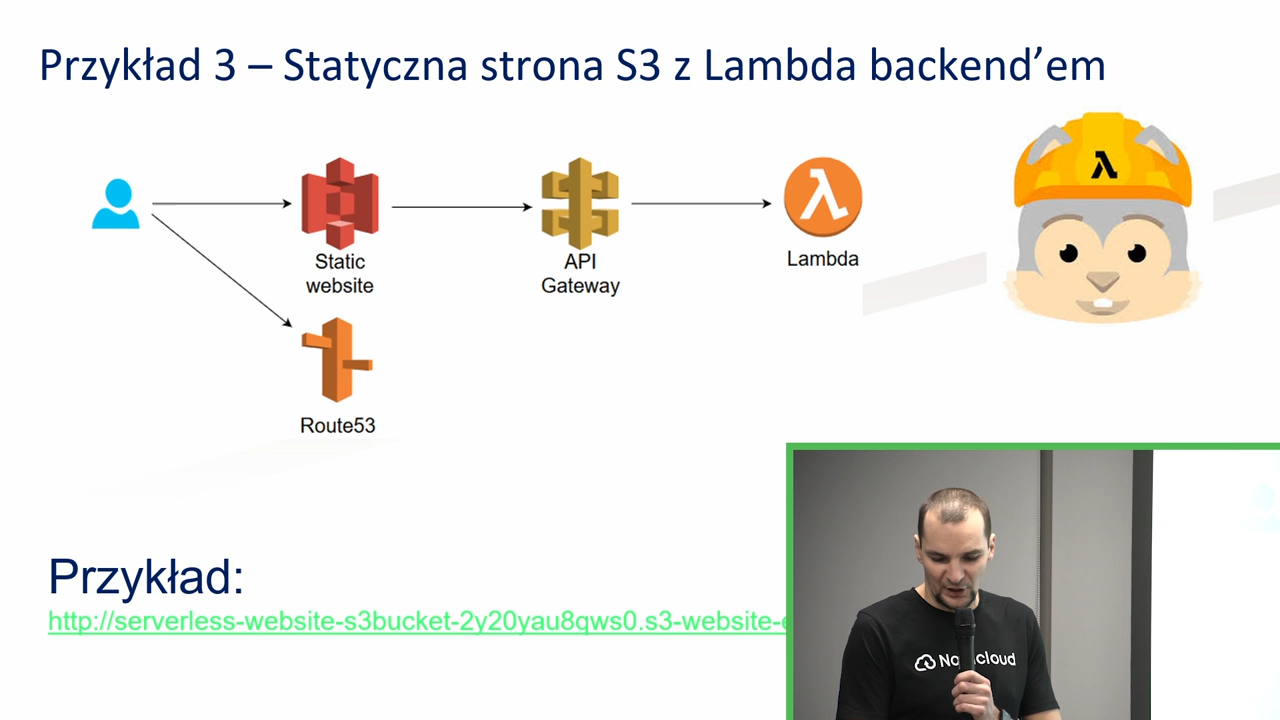 Przykład 3 – Statyczna strona S3 z Lambda backend’em
Static
website
API
Gateway
Lambda
Route53
Przykład:
http://serverless-website-s3bucket-2y20yau8qws0.s3-website-